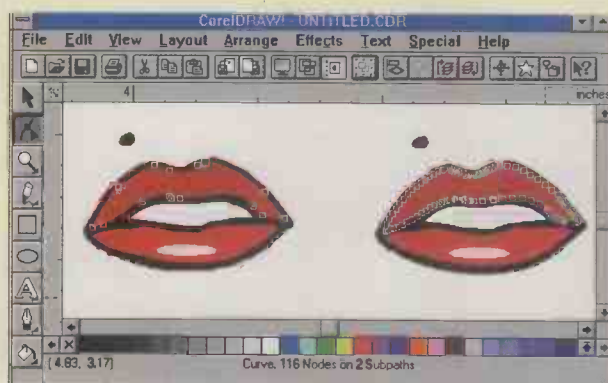 CorelDRAW! - UNTITLED.CDR
File Edit View Layout Arrange Effects Text Special Help
4
inches
[ 4.83, 3.17]
Curve. 116 Nodes on 2 Subpaths